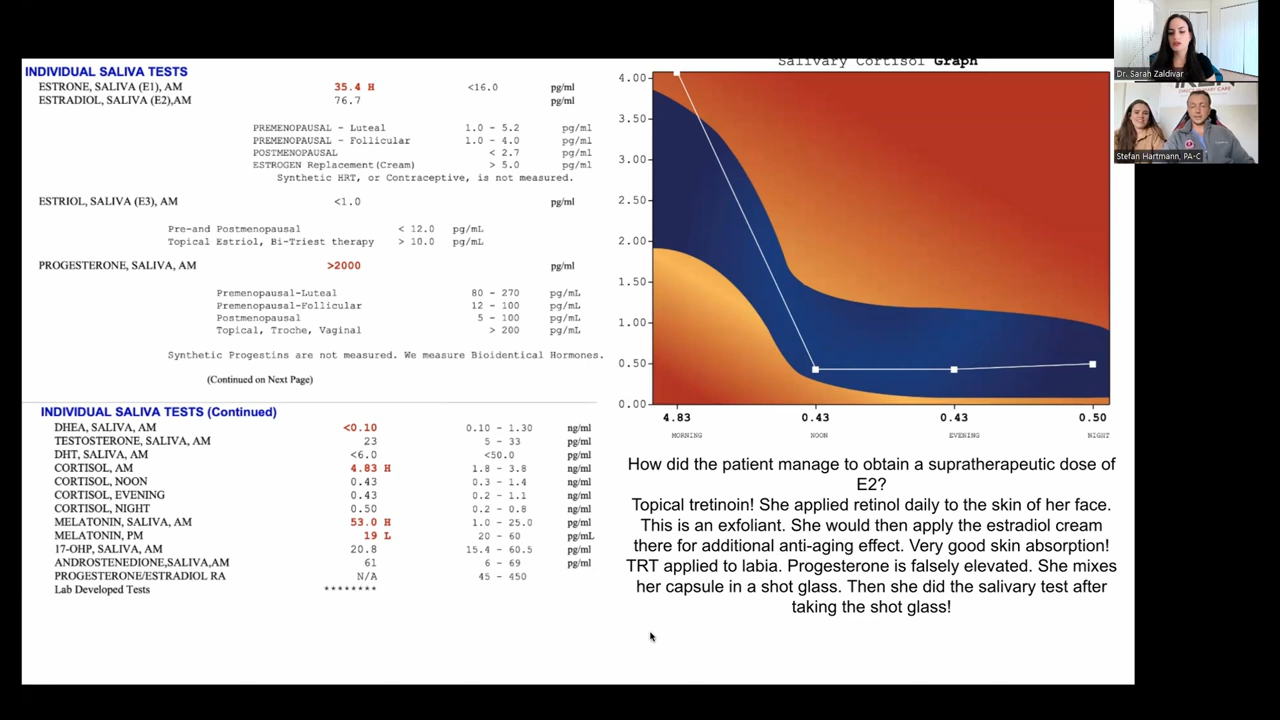 INDIVIDUAL SALIVA TESTS
ESTRONE, SALIVA (E1), AM 35.4 H <16.0 pg/ml
ESTRADIOL, SALIVA (E2),AM 76.7 pg/ml
PREMENOPAUSAL - Luteal 1.0 - 5.2 pg/ml
PREMENOPAUSAL - Follicular 1.0 - 4.0 pg/ml
POSTMENOPAUSAL < 2.7 pg/ml
ESTROGEN Replacement(Cream) > 5.0 pg/ml
Synthetic HRT, or Contraceptive, is not measured.
ESTRIOL, SALIVA (E3), AM <1.0 pg/ml
Pre-and Postmenopausal < 12.0 pg/mL
Topical Estriol, Bi-Triest therapy > 10.0 pg/mL
PROGESTERONE, SALIVA, AM >2000 pg/ml
Premenopausal-Luteal 80 - 270 pg/mL
Premenopausal-Follicular 12 - 100 pg/mL
Postmenopausal 5 - 100 pg/mL
Topical, Troche, Vaginal > 200 pg/mL
Synthetic Progestins are not measured. We measure Bioidentical Hormones.
(Continued on Next Page)
INDIVIDUAL SALIVA TESTS (Continued)
DHEA, SALIVA, AM <0.10 0.10 - 1.30 ng/ml
TESTOSTERONE, SALIVA, AM 23 5 - 33 pg/ml
DHT, SALIVA, AM <6.0 <50.0 pg/ml
CORTISOL, AM 4.83 H 1.8 - 3.8 ng/ml
CORTISOL, NOON 0.43 0.3 - 1.4 ng/ml
CORTISOL, EVENING 0.43 0.2 - 1.1 ng/ml
CORTISOL, NIGHT 0.50 0.2 - 0.8 ng/ml
MELATONIN, SALIVA, AM 53.0 H 1.0 - 25.0 pg/ml
MELATONIN, PM 19 L 20 - 60 pg/mL
17-OHP, SALIVA, AM 20.8 15.4 - 60.5 pg/ml
ANDROSTENEDIONE,SALIVA,AM 61 6 - 69 pg/ml
PROGESTERONE/ESTRADIOL RA N/A 45 - 450
Lab Developed Tests ********
Salivary Cortisol Graph
4.00
3.50
3.00
2.50
2.00
1.50
1.00
0.50
0.00
4.83 0.43 0.43 0.50
MORNING NOON EVENING NIGHT
How did the patient manage to obtain a supratherapeutic dose of
E2?
Topical tretinoin! She applied retinol daily to the skin of her face.
This is an exfoliant. She would then apply the estradiol cream
there for additional anti-aging effect. Very good skin absorption!
TRT applied to labia. Progesterone is falsely elevated. She mixes
her capsule in a shot glass. Then she did the salivary test after
taking the shot glass!
Dr. Sarah Zaldivar
Stefan Hartmann, PA-C